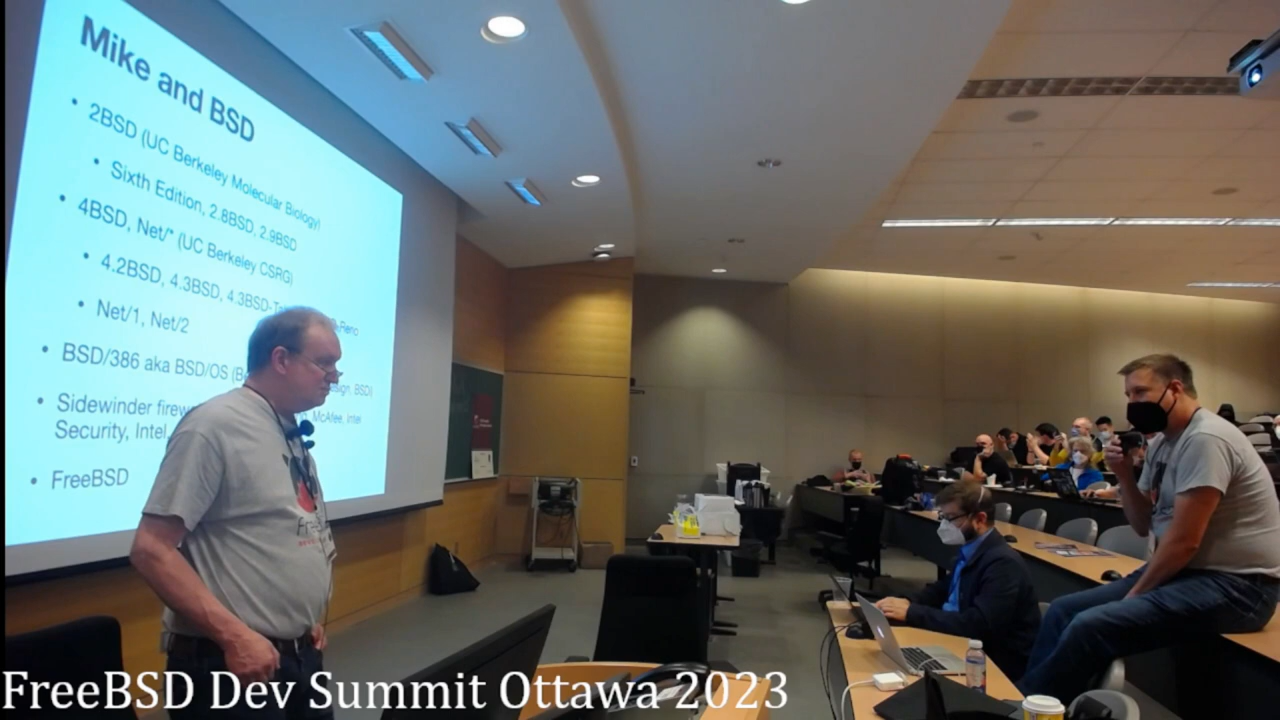 Mike and BSD
• 2BSD (UC Berkeley Molecular Biology)
• Sixth Edition, 2.8BSD, 2.9BSD
• 4BSD, Net/* (UC Berkeley CSRG)
• 4.2BSD, 4.3BSD, 4.3BSD- Reno
• Net/1, Net/2
• BSD/386 aka BSD/OS ( BSDI)
• Sidewinder McAfee, Intel
Security, Intel
• FreeBSD
FreeBSD Dev Summit Ottawa 2023